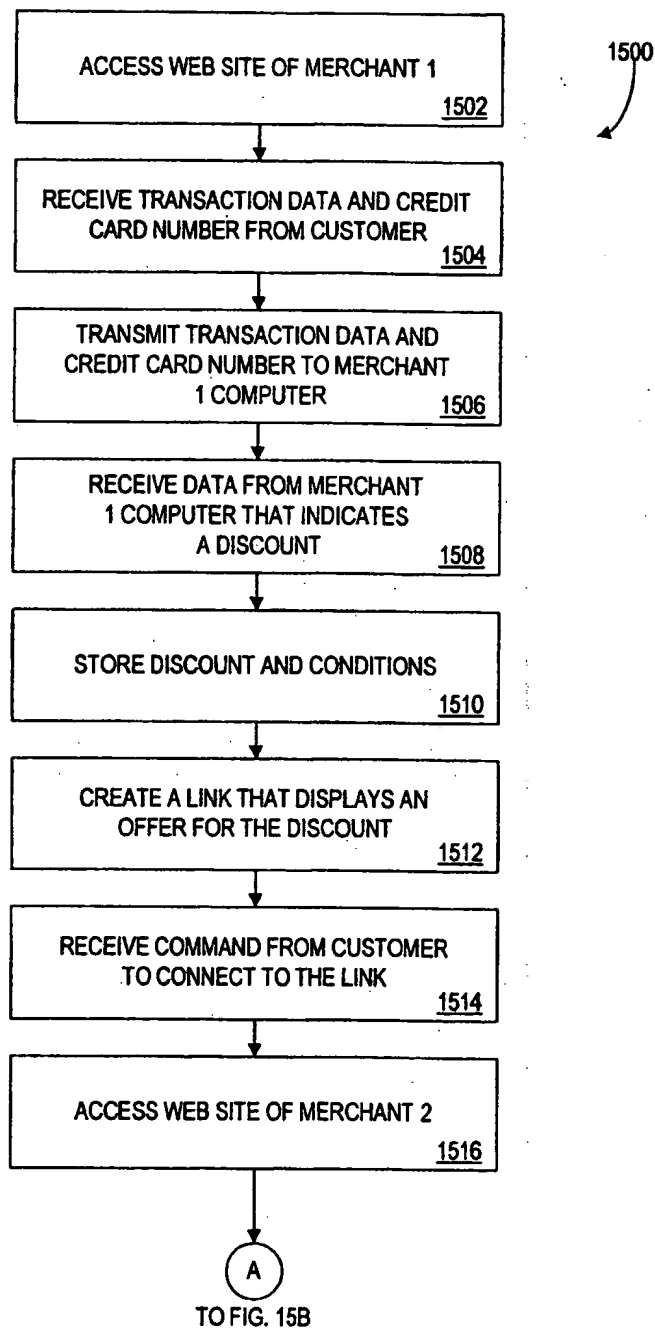 ACCESS WEB SITE OF MERCHANT 1
1502
1500
RECEIVE TRANSACTION DATA AND CREDIT
CARD NUMBER FROM CUSTOMER
1504
TRANSMIT TRANSACTION DATA AND
CREDIT CARD NUMBER TO MERCHANT
1 COMPUTER
1506
RECEIVE DATA FROM MERCHANT
1 COMPUTER THAT INDICATES
A DISCOUNT
1508
STORE DISCOUNT AND CONDITIONS
1510
CREATE A LINK THAT DISPLAYS AN
OFFER FOR THE DISCOUNT
1512
RECEIVE COMMAND FROM CUSTOMER
TO CONNECT TO THE LINK
1514
ACCESS WEB SITE OF MERCHANT 2
1516
A
TO FIG. 15B